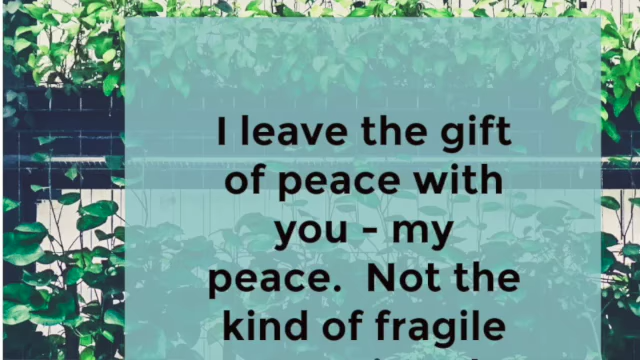 I leave the gift
of peace with
you - my
peace. Not the
kind of fragile